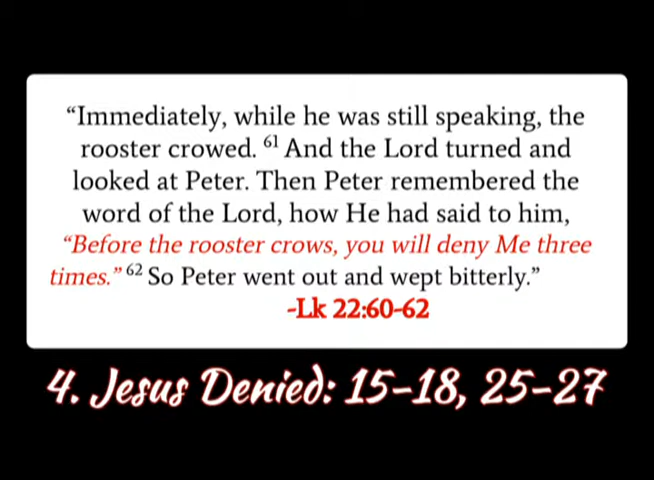 “Immediately, while he was still speaking, the
rooster crowed. 61 And the Lord turned and
looked at Peter. Then Peter remembered the
word of the Lord, how He had said to him,
“Before the rooster crows, you will deny Me three
times.” 62 So Peter went out and wept bitterly.”
-Lk 22:60-62
4. Jesus Denied: 15-18, 25-27